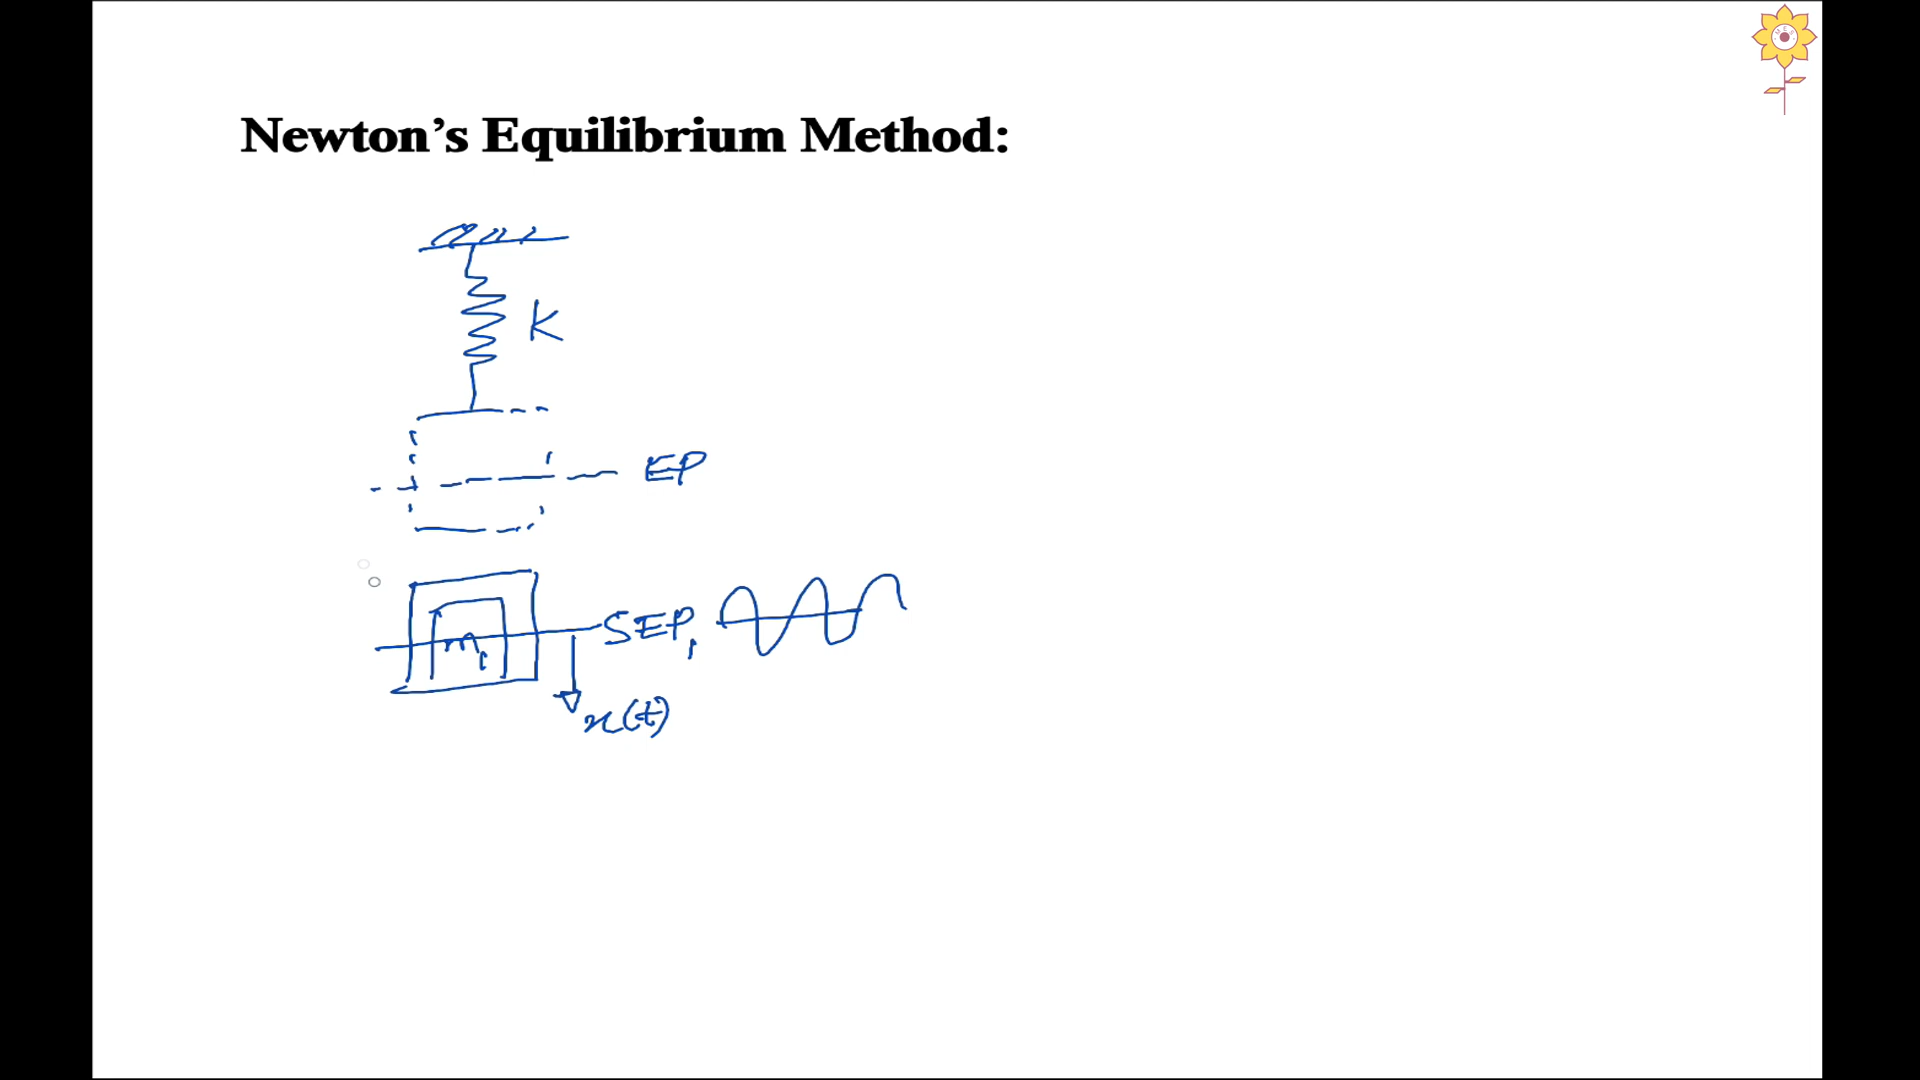 Newton’s Equilibrium Method:
K
EP
SEP,
m,
x(t)